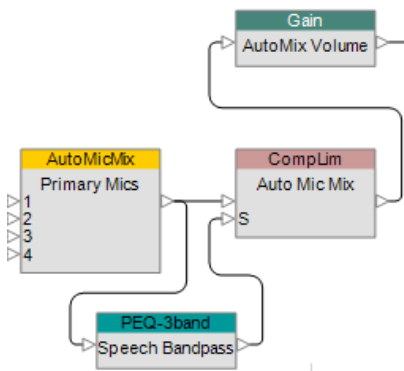 Gain
AutoMix Volume
AutoMicMix
Primary Mics
1
2
3
4
CompLim
Auto Mic Mix
S
PEQ-3band
Speech Bandpass